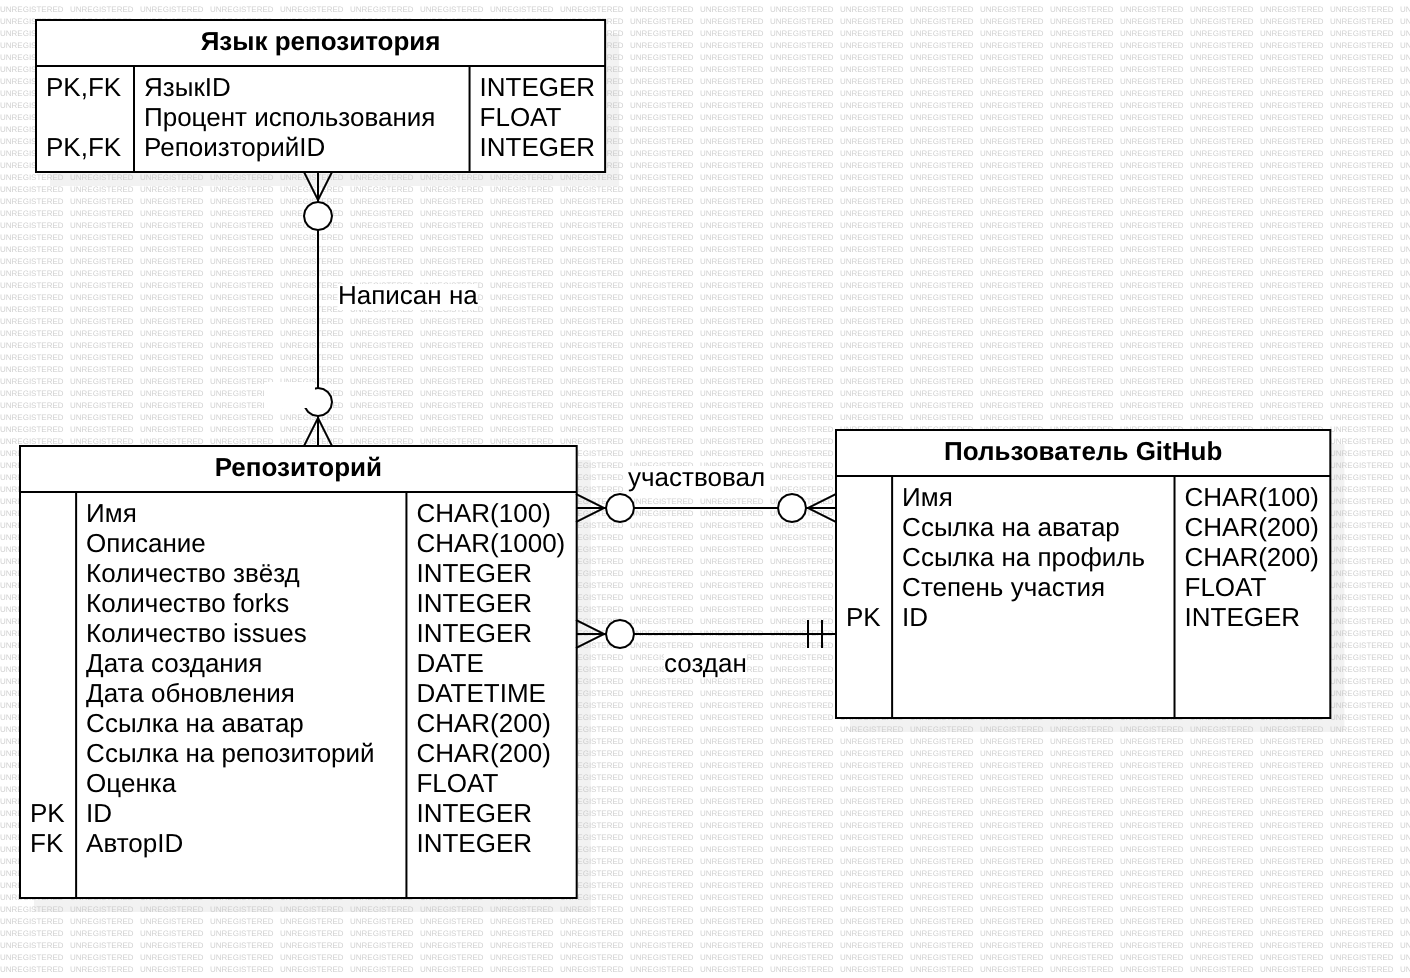 Язык репозитория
PK,FK ЯзыкID INTEGER
Процент использования FLOAT
PK,FK РепоизторийID INTEGER
Написан на
Репозиторий
Имя CHAR(100)
Описание CHAR(1000)
Количество звёзд INTEGER
Количество forks INTEGER
Количество issues INTEGER
Дата создания DATE
Дата обновления DATETIME
Ссылка на аватар CHAR(200)
Ссылка на репозиторий CHAR(200)
Оценка FLOAT
PK ID INTEGER
FK АвторID INTEGER
участвовал
создан
Пользователь GitHub
Имя CHAR(100)
Ссылка на аватар CHAR(200)
Ссылка на профиль CHAR(200)
Степень участия FLOAT
PK ID INTEGER
UNREGISTERED